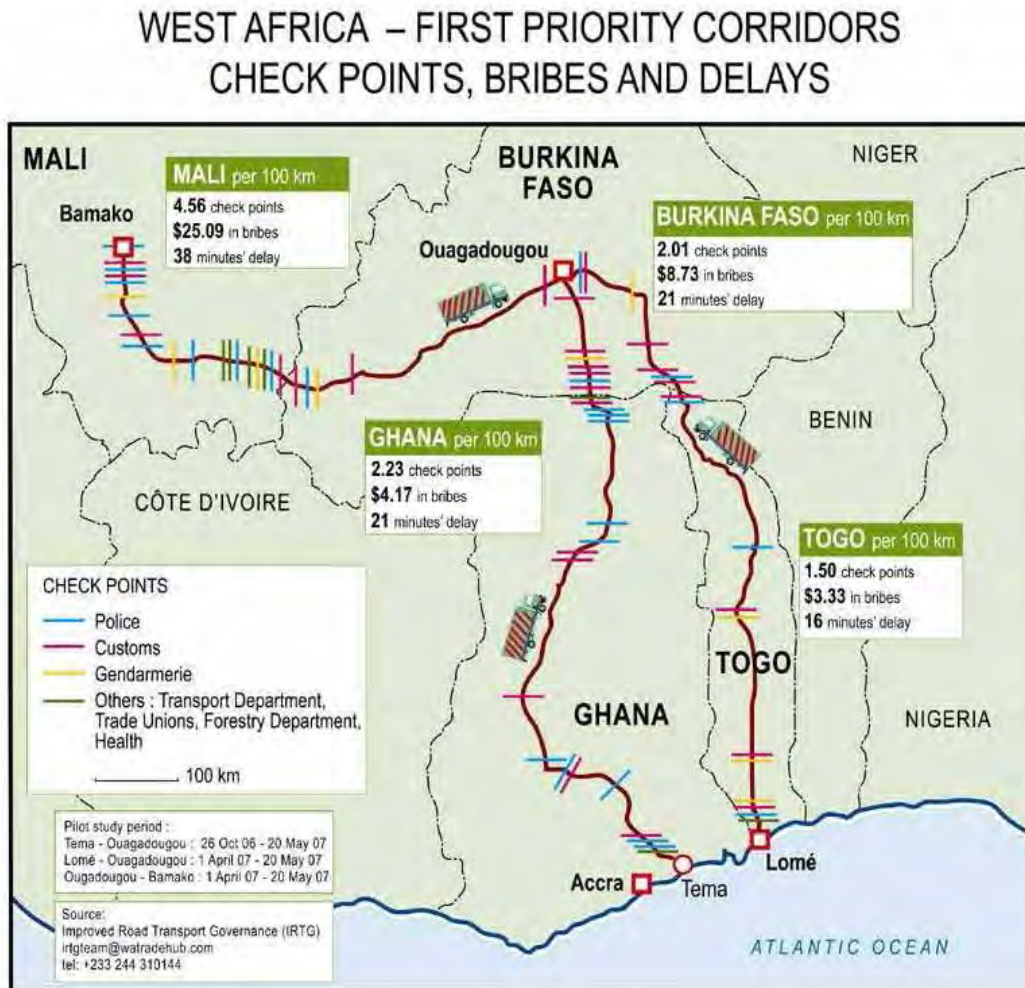 WEST AFRICA – FIRST PRIORITY CORRIDORS
CHECK POINTS, BRIBES AND DELAYS
MALI
MALI per 100 km
4.56 check points
$25.09 in bribes
38 minutes' delay
Bamako
BURKINA
FASO
NIGER
Ouagadougou
BURKINA FASO per 100 km
2.01 check points
$8.73 in bribes
21 minutes' delay
GHANA per 100 km
2.23 check points
$4.17 in bribes
21 minutes' delay
BENIN
CÔTE D'IVOIRE
TOGO per 100 km
1.50 check points
$3.33 in bribes
16 minutes' delay
CHECK POINTS
Police
Customs
Gendarmerie
Others : Transport Department,
Trade Unions, Forestry Department,
Health
100 km
TOGO
GHANA
NIGERIA
Pilot study period :
Tema - Ouagadougou : 26 Oct 06 - 20 May 07
Lomé - Ouagadougou : 1 April 07 - 20 May 07
Ougadougou - Bamako : 1 April 07 - 20 May 07
Lomé
Accra
Tema
Source:
Improved Road Transport Governance (IRTG)
irtgteam@watradehub.com
tel: +233 244 310144
ATLANTIC OCEAN